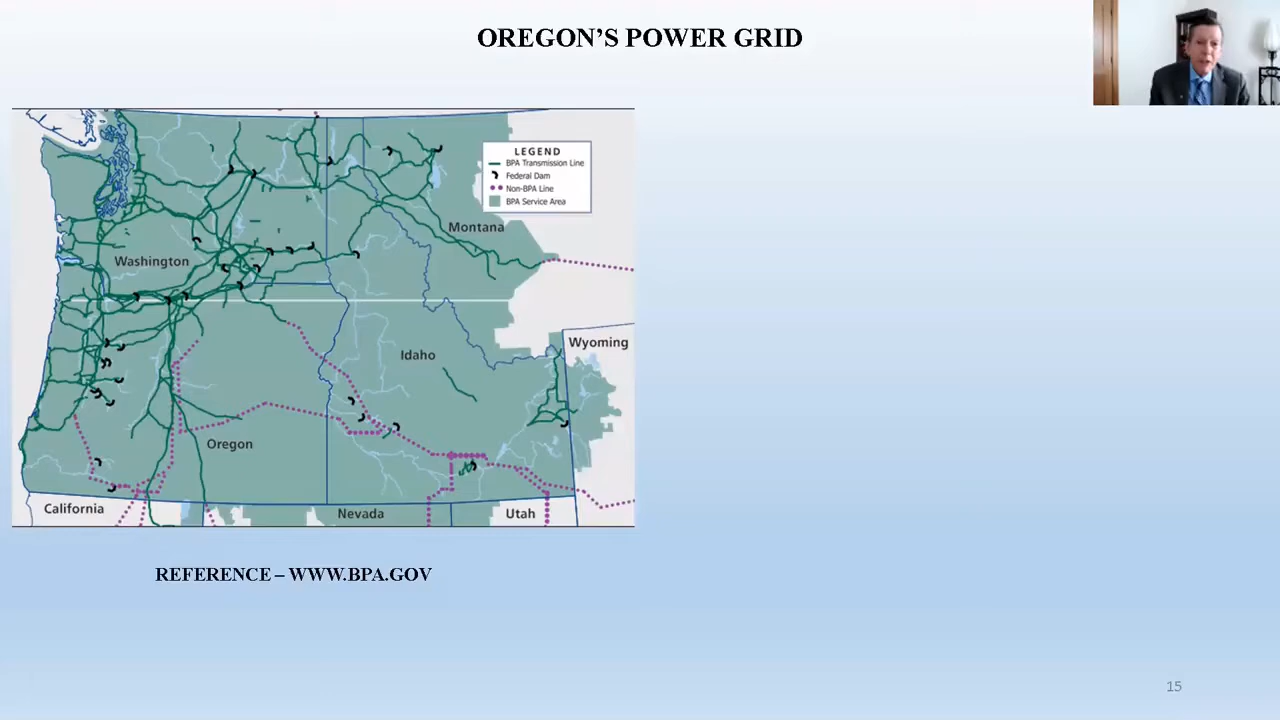 OREGON’S POWER GRID
LEGEND
BPA Transmission Line
Federal Dam
Non-BPA Line
BPA Service Area
Montana
Washington
Wyoming
Idaho
Oregon
California
Nevada
Utah
REFERENCE – WWW.BPA.GOV
15